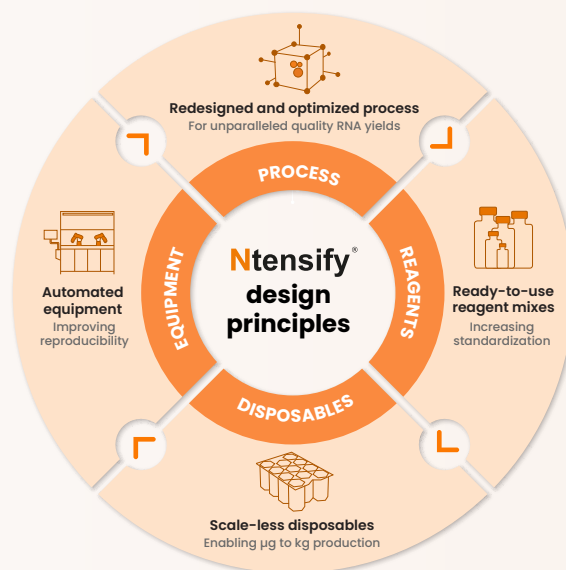 Redesigned and optimized process
For unparalleled quality RNA yields
PROCESS
Ntensify®
design
principles
EQUIPMENT
Automated
equipment
Improving
reproducibility
REAGENTS
Ready-to-use
reagent mixes
Increasing
standardization
DISPOSABLES
Scale-less disposables
Enabling µg to kg production